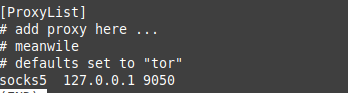 [ProxyList]
# add proxy here ...
# meanwile
# defaults set to "tor"
socks5  127.0.0.1 9050